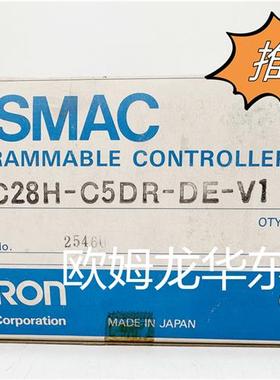 推
SMAC
RAMMABLE CONTROLLER
C28H-C5DR-DE-V1
QTY
No.
25460
欧姆龙华东
RON
Corporation
MADE IN JAPAN